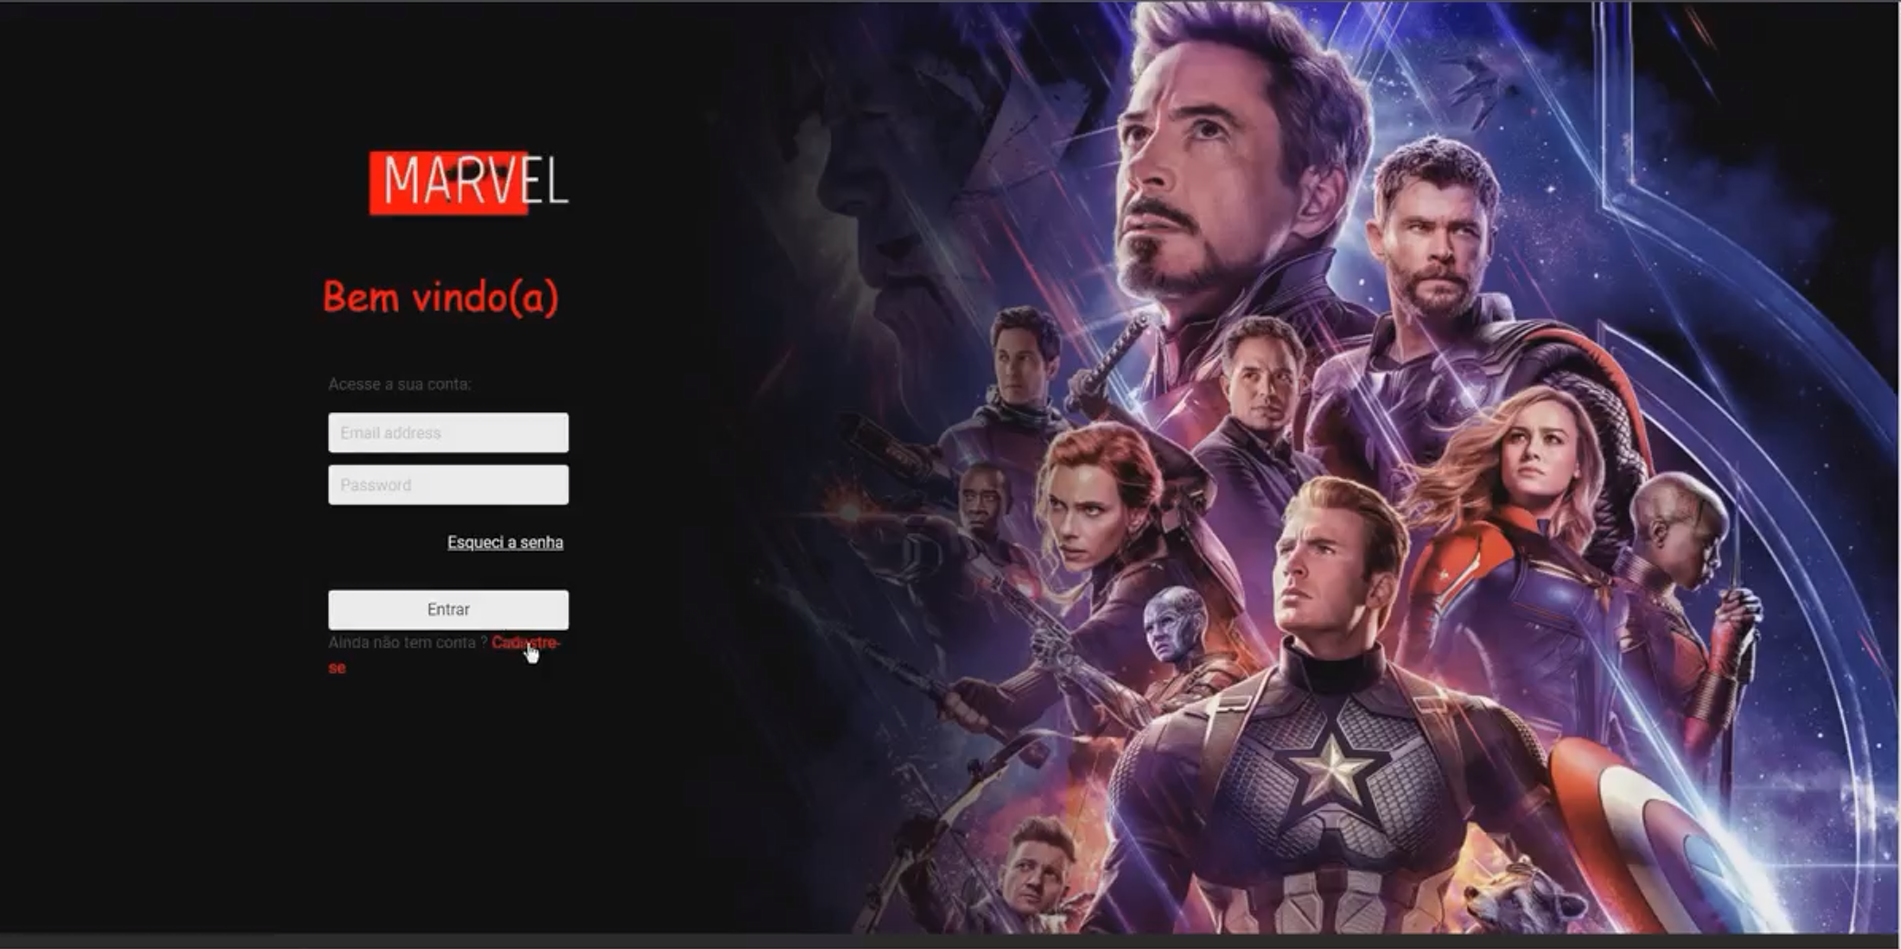 MARVEL
Bem vindo(a)
Acesse a sua conta:
Email address
Password
Esqueci a senha
Entrar
Ainda não tem conta ? Cadastre-
se